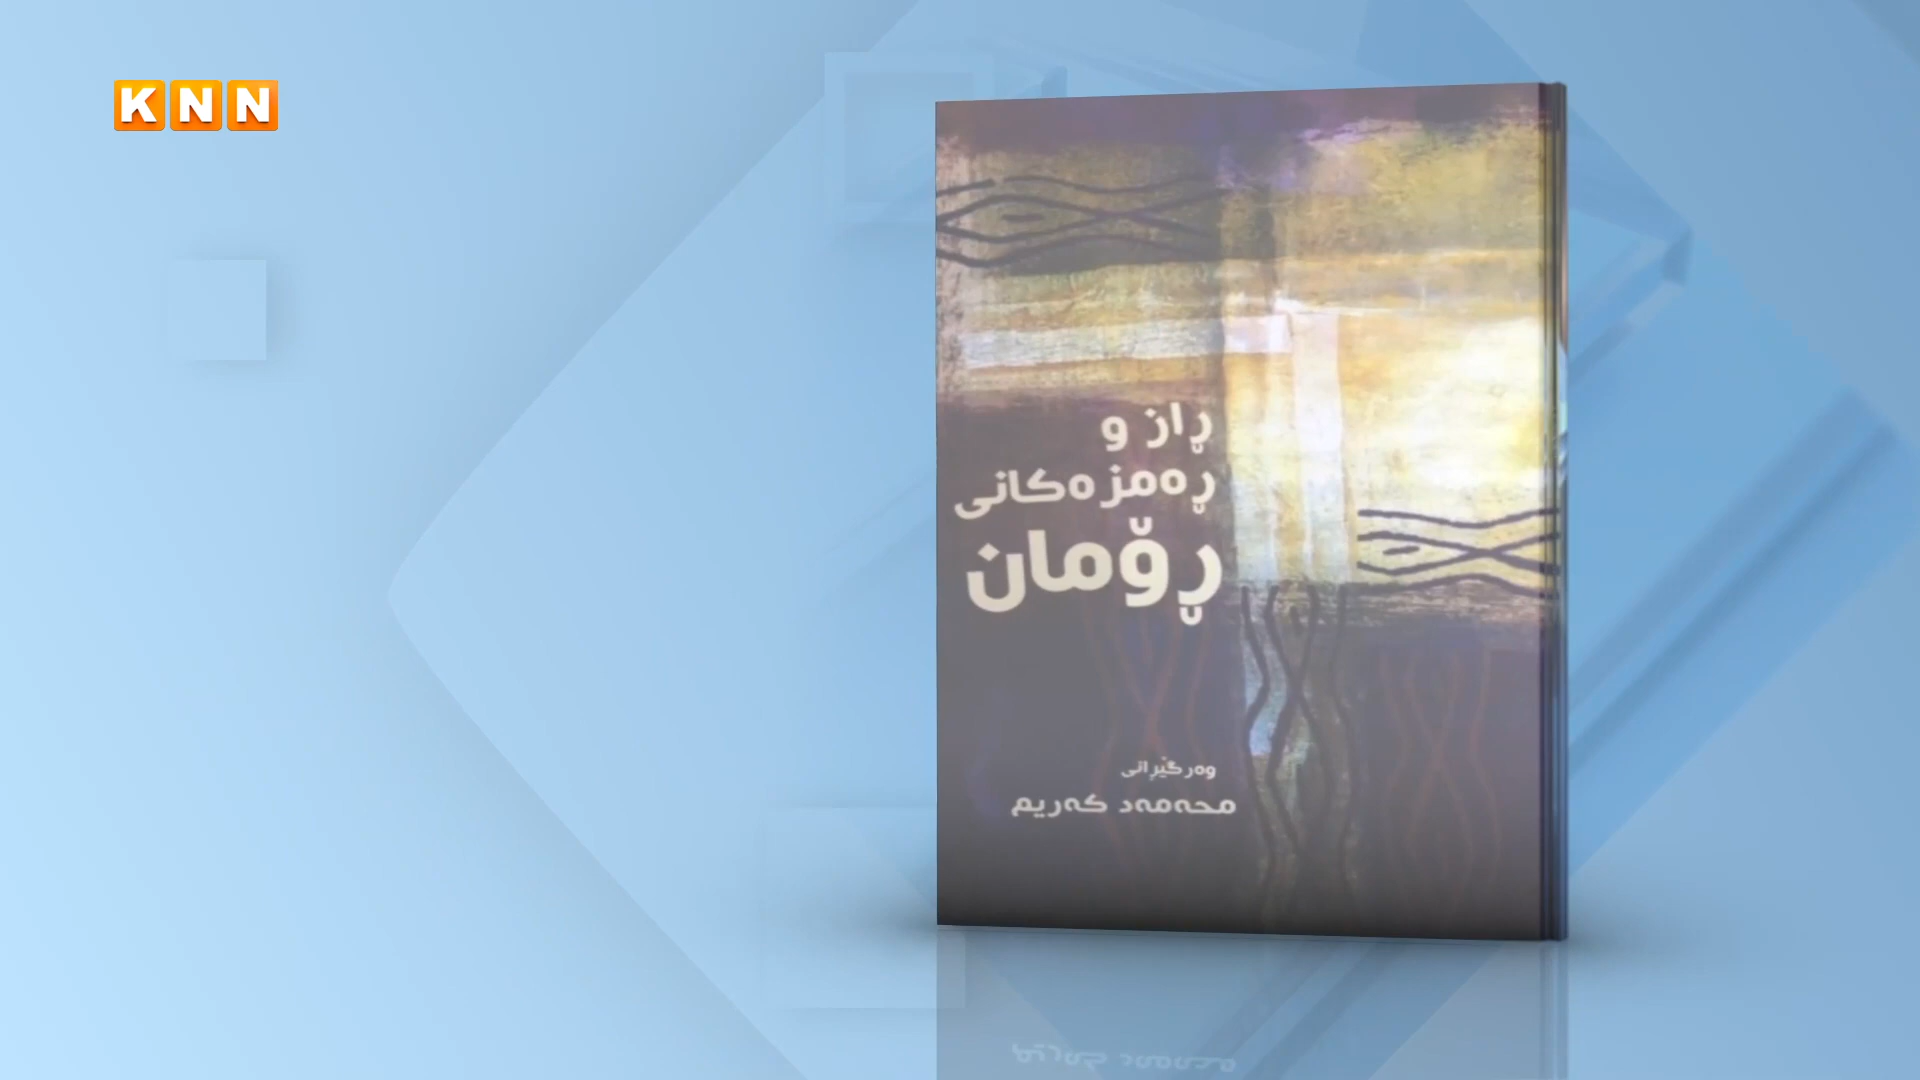 KNN
ڕاز و
ڕەمزەکانی
ڕۆمان
وەرگێڕانی
محەمەد کەریم